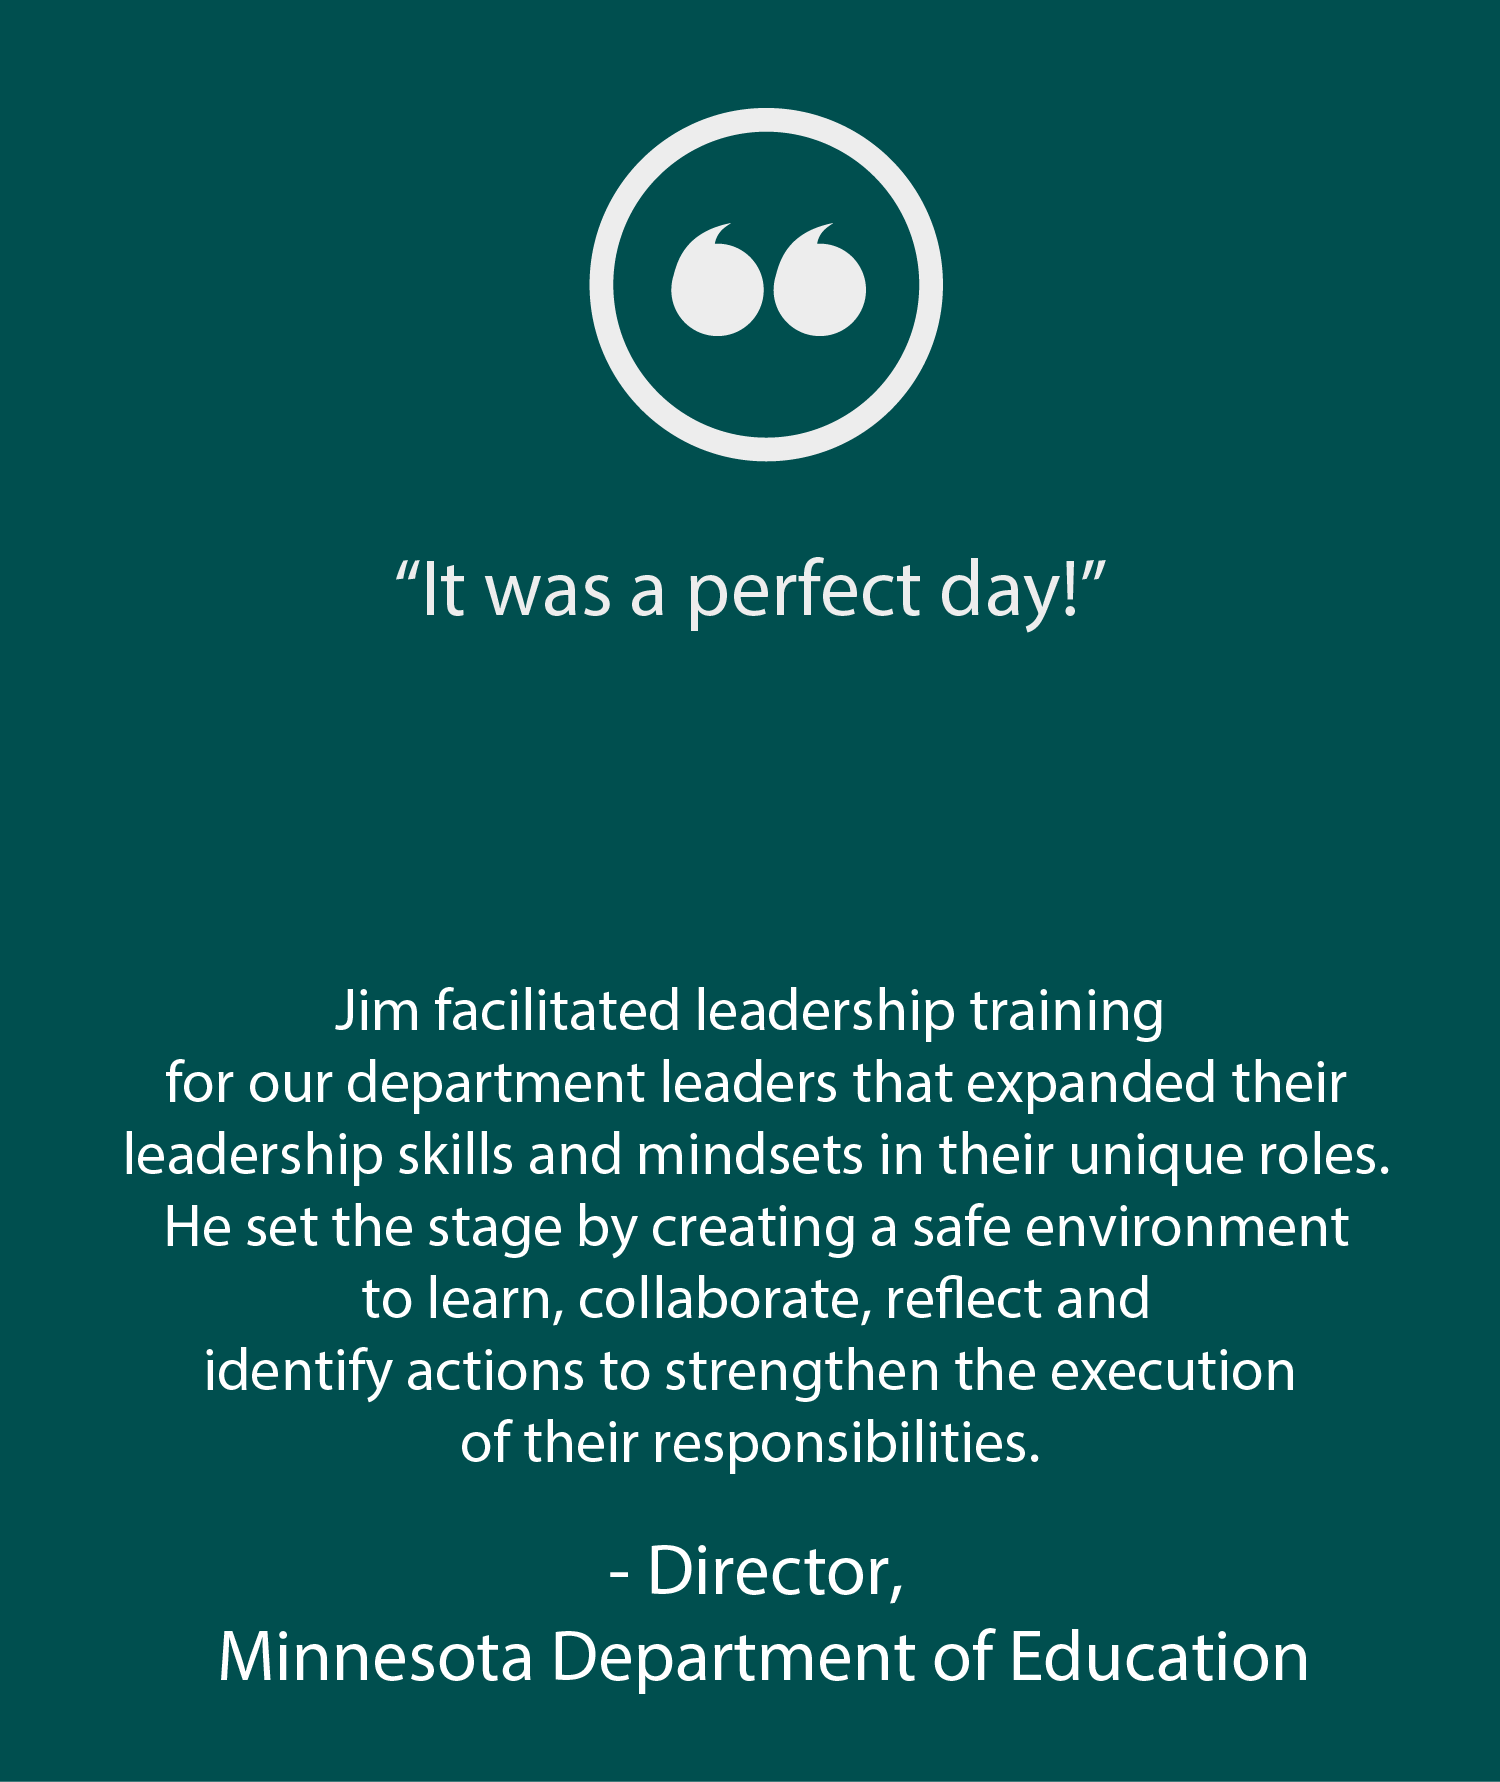 “It was a perfect day!”
Jim facilitated leadership training
for our department leaders that expanded their
leadership skills and mindsets in their unique roles.
He set the stage by creating a safe environment
to learn, collaborate, reflect and
identify actions to strengthen the execution
of their responsibilities.
- Director,
Minnesota Department of Education